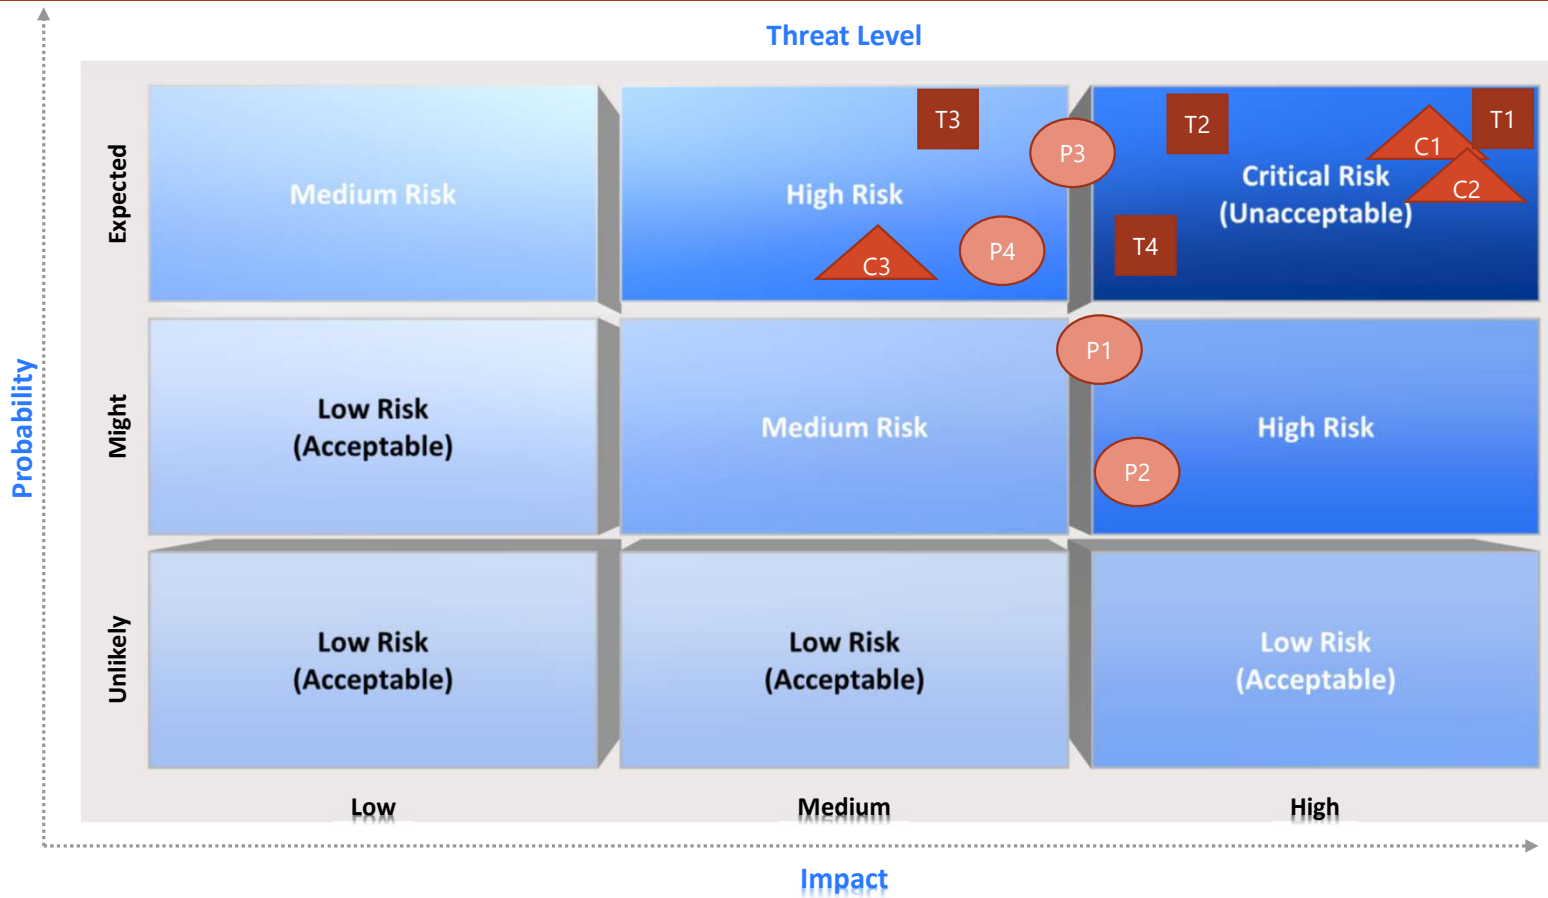 Threat Level
Probability
Expected
Medium Risk
High Risk
Critical Risk
(Unacceptable)
T3
P3
T2
C1
T1
C2
C3
P4
T4
Might
Low Risk
(Acceptable)
Medium Risk
High Risk
P1
P2
Unlikely
Low Risk
(Acceptable)
Low Risk
(Acceptable)
Low Risk
(Acceptable)
Low
Medium
High
Impact